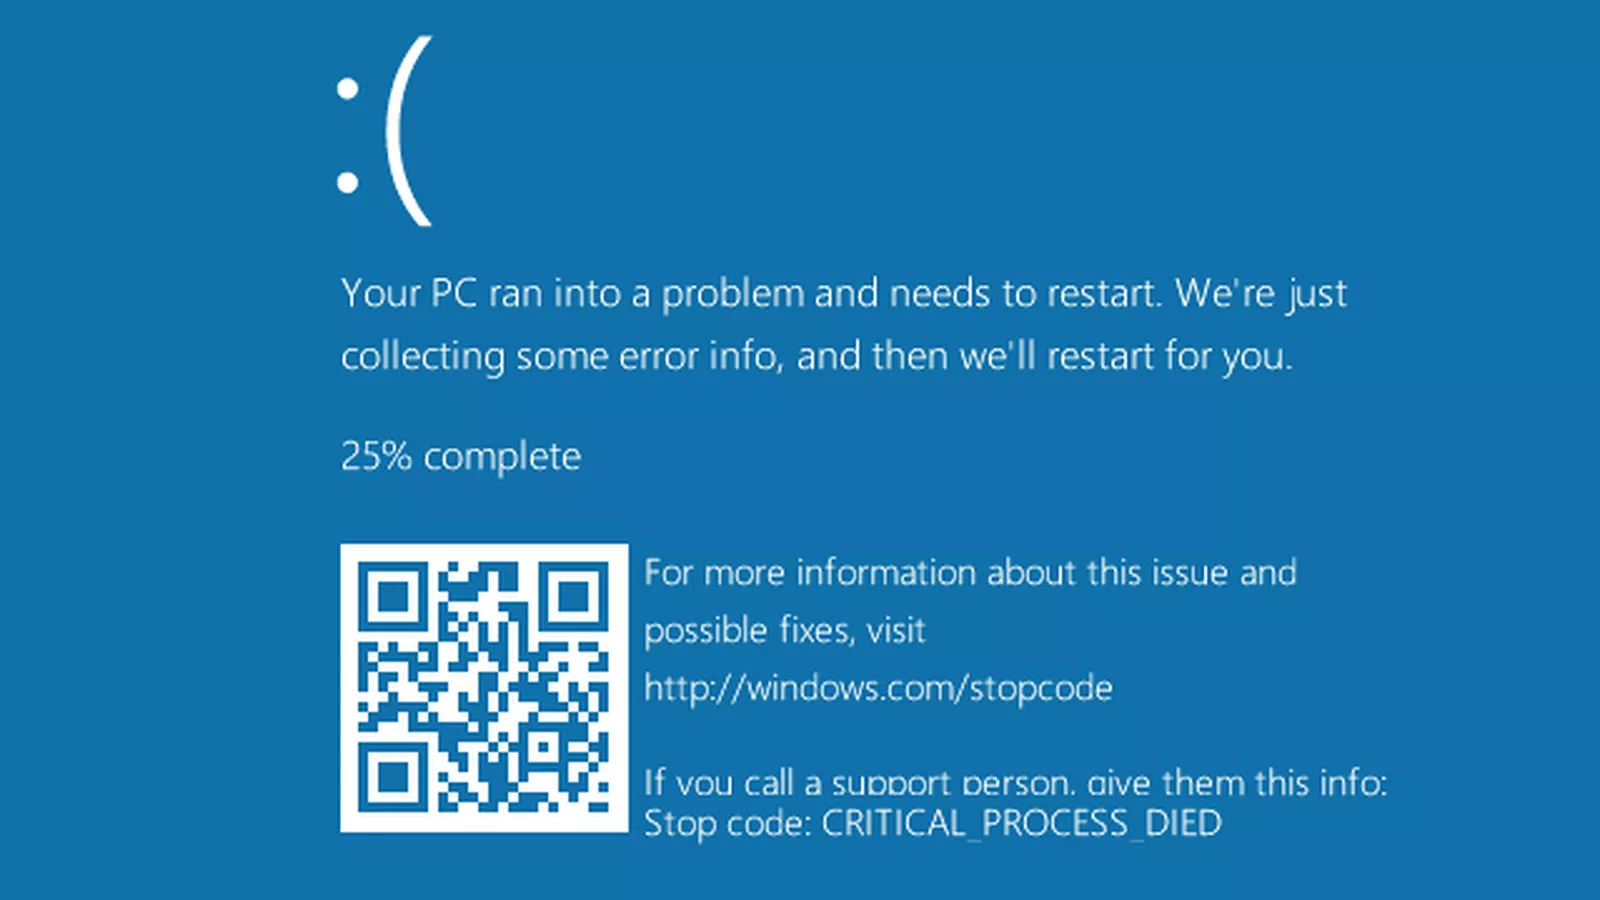 :(
Your PC ran into a problem and needs to restart. We're just
collecting some error info, and then we'll restart for you.
25% complete
For more information about this issue and
possible fixes, visit
http://windows.com/stopcode
If you call a support person, give them this info:
Stop code: CRITICAL_PROCESS_DIED